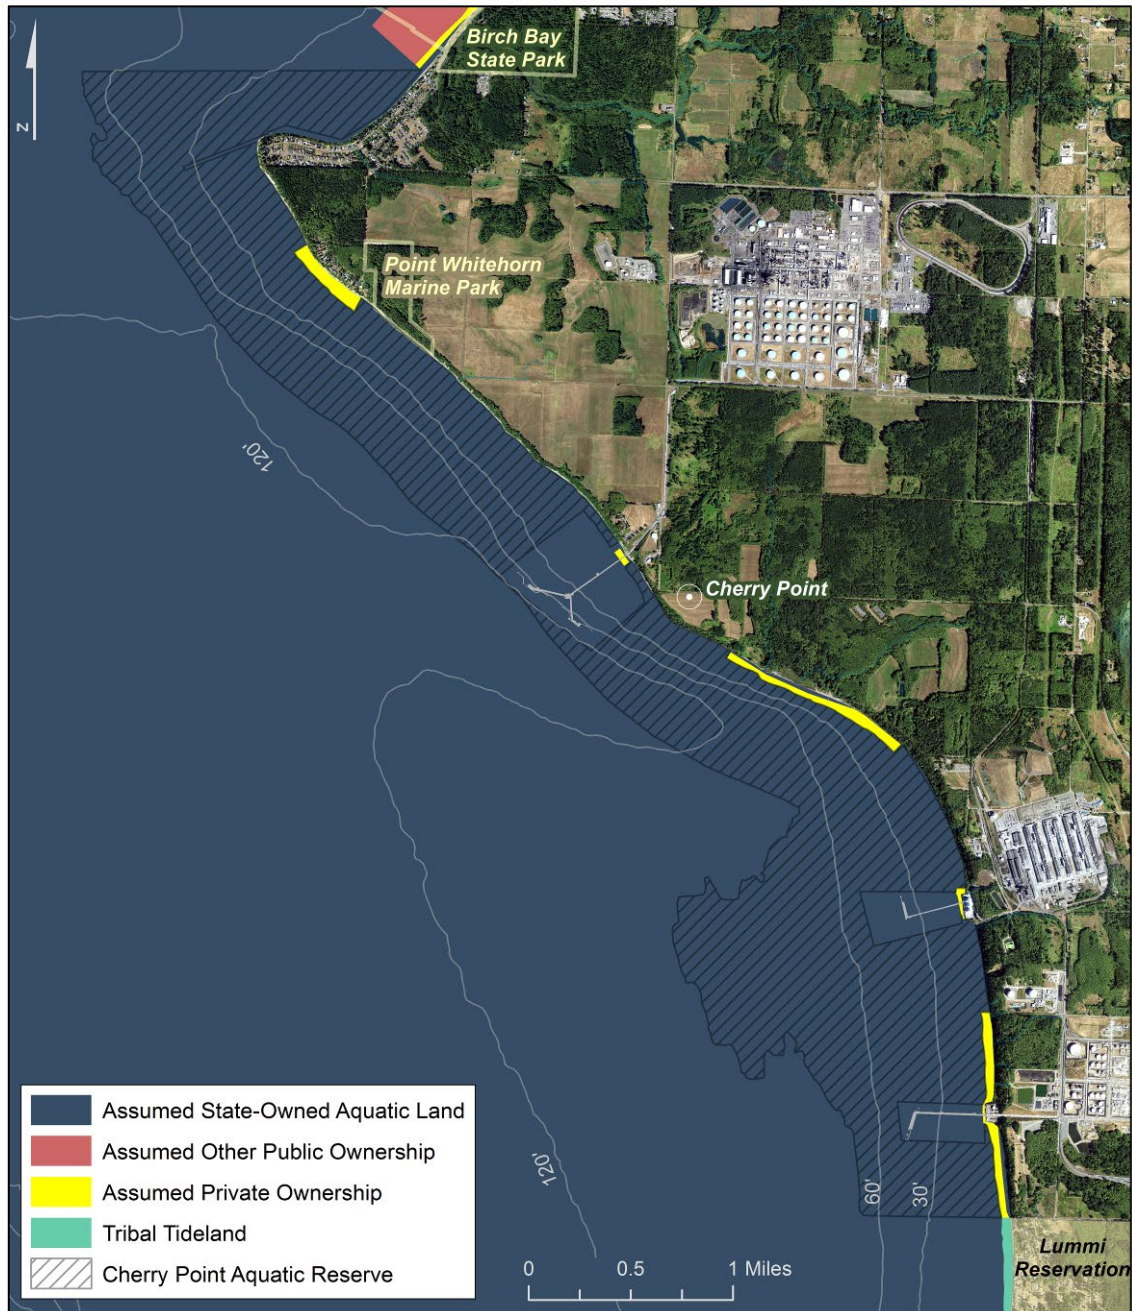 Birch Bay
State Park
N
Point Whitehorn
Marine Park
120'
Cherry Point
120'
60'
30'
Assumed State-Owned Aquatic Land
Assumed Other Public Ownership
Assumed Private Ownership
Tribal Tideland
Cherry Point Aquatic Reserve
0 0.5 1 Miles
Lummi
Reservation